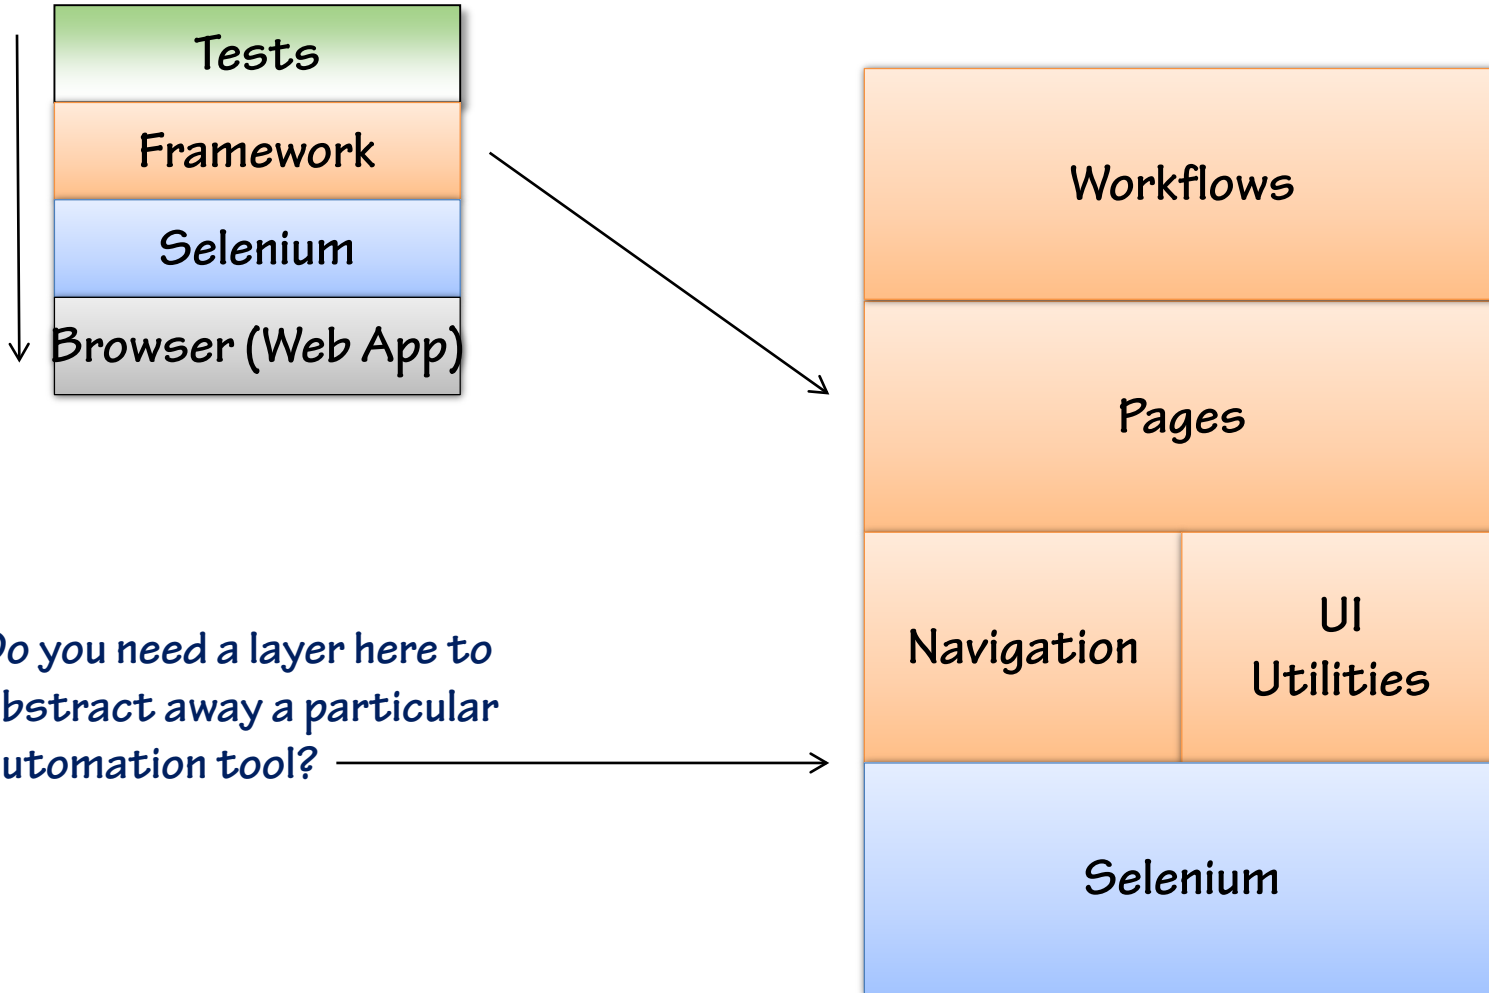 Tests
Framework
Selenium
Browser (Web App)
Workflows
Pages
Navigation
UI
Utilities
Selenium
Do you need a layer here to
bstract away a particular
utomation tool?